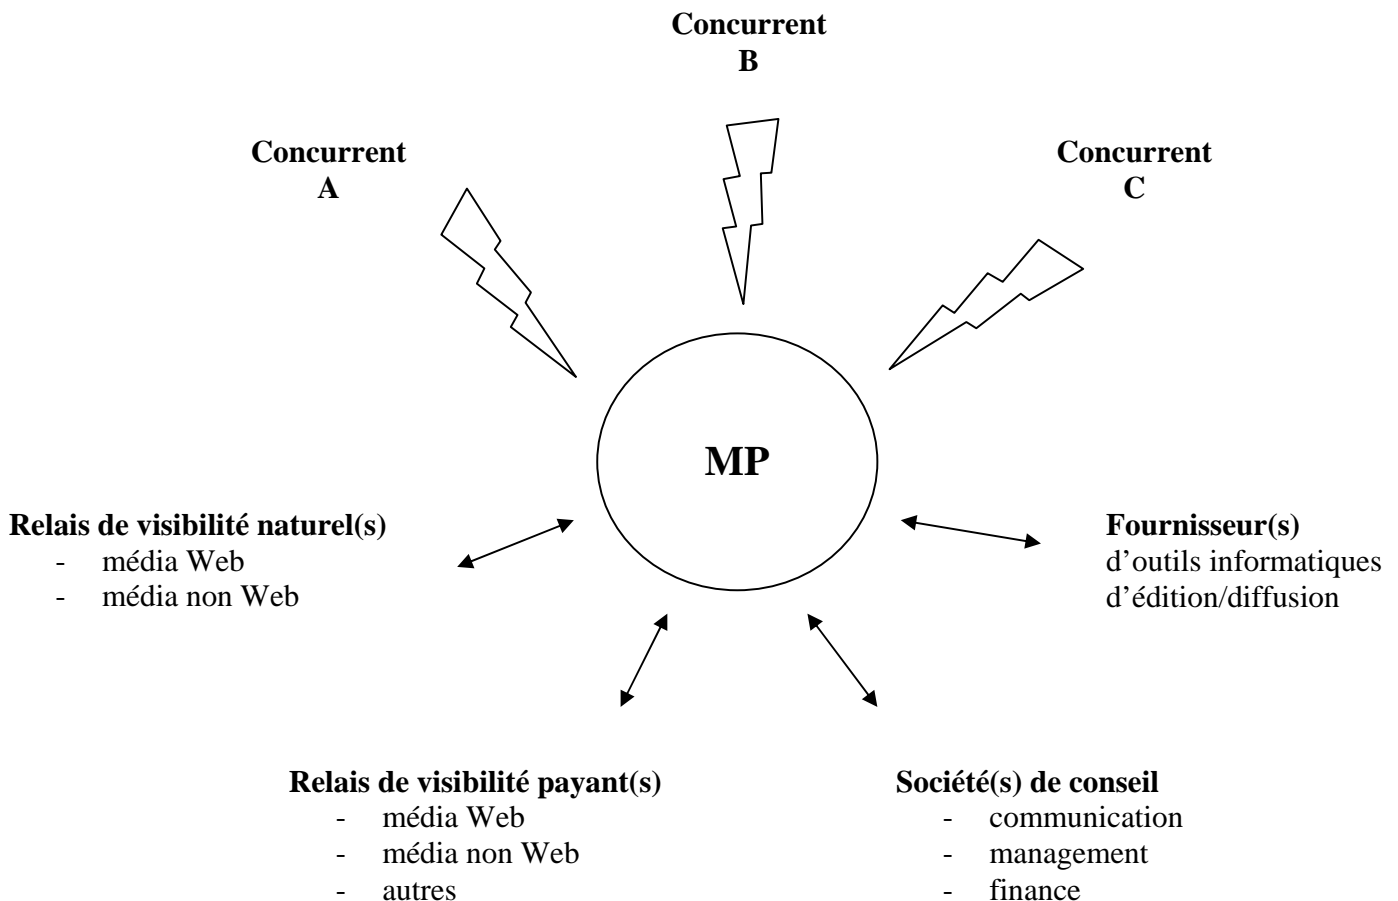 Concurrent
B
Concurrent
A
Concurrent
C
MP
Relais de visibilité naturel(s)
- média Web
- média non Web
Fournisseur(s)
d’outils informatiques
d’édition/diffusion
Relais de visibilité payant(s)
- média Web
- média non Web
- autres
Société(s) de conseil
- communication
- management
- finance